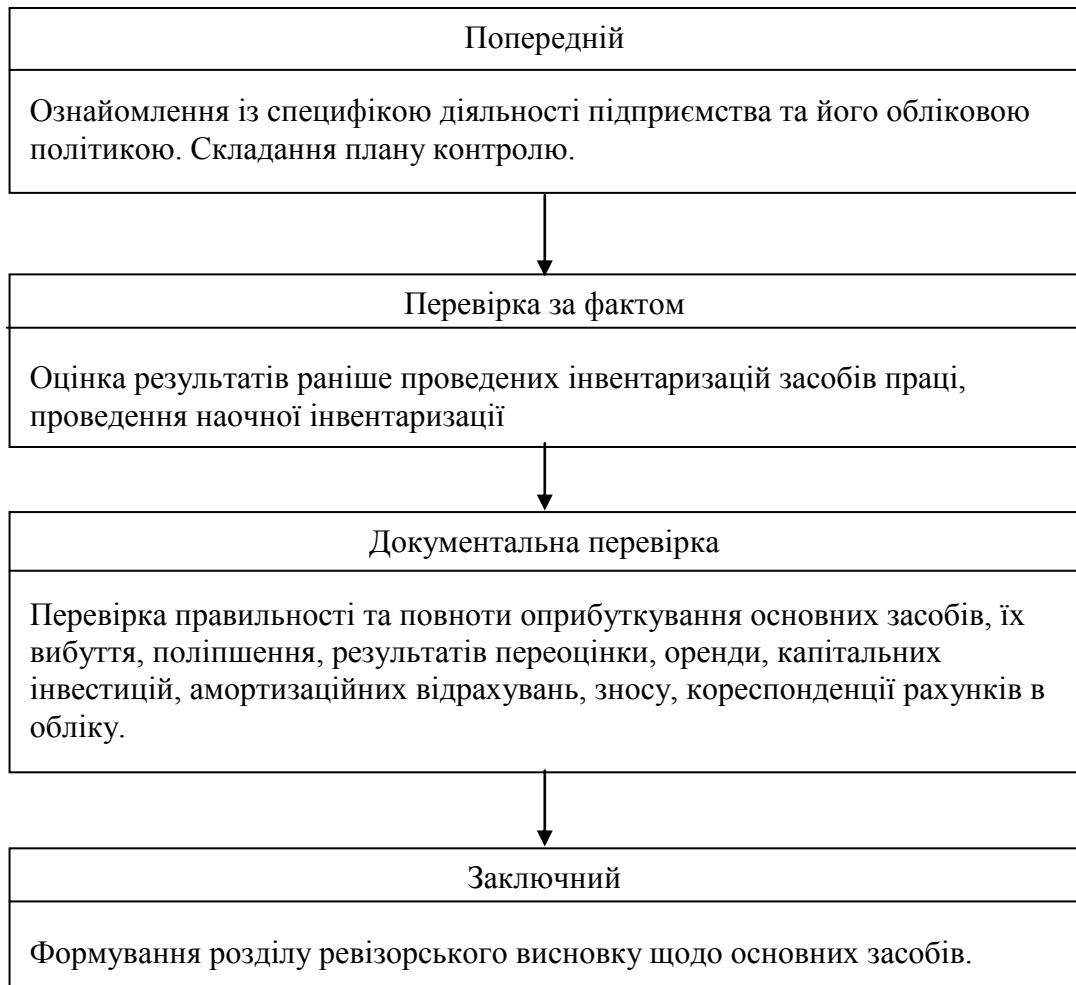 Попередній
Ознайомлення із специфікою діяльності підприємства та його обліковою
політикою. Складання плану контролю.
Перевірка за фактом
Оцінка результатів раніше проведених інвентаризацій засобів праці,
проведення наочної інвентаризації
Документальна перевірка
Перевірка правильності та повноти оприбуткування основних засобів, їх
вибуття, поліпшення, результатів переоцінки, оренди, капітальних
інвестицій, амортизаційних відрахувань, зносу, кореспонденції рахунків в
обліку.
Заключний
Формування розділу ревізорського висновку щодо основних засобів.